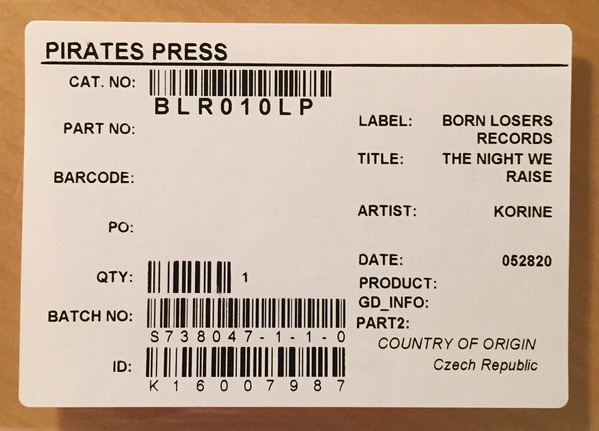 PIRATES PRESS
CAT. NO:
BLR010LP
PART NO:
BARCODE:
PO:
QTY: 1
BATCH NO:
S738047-1-1-0
ID:
K16007987
LABEL: BORN LOSERS
RECORDS
TITLE: THE NIGHT WE
RAISE
ARTIST: KORINE
DATE: 052820
PRODUCT:
GD_INFO:
PART2:
COUNTRY OF ORIGIN
Czech Republic